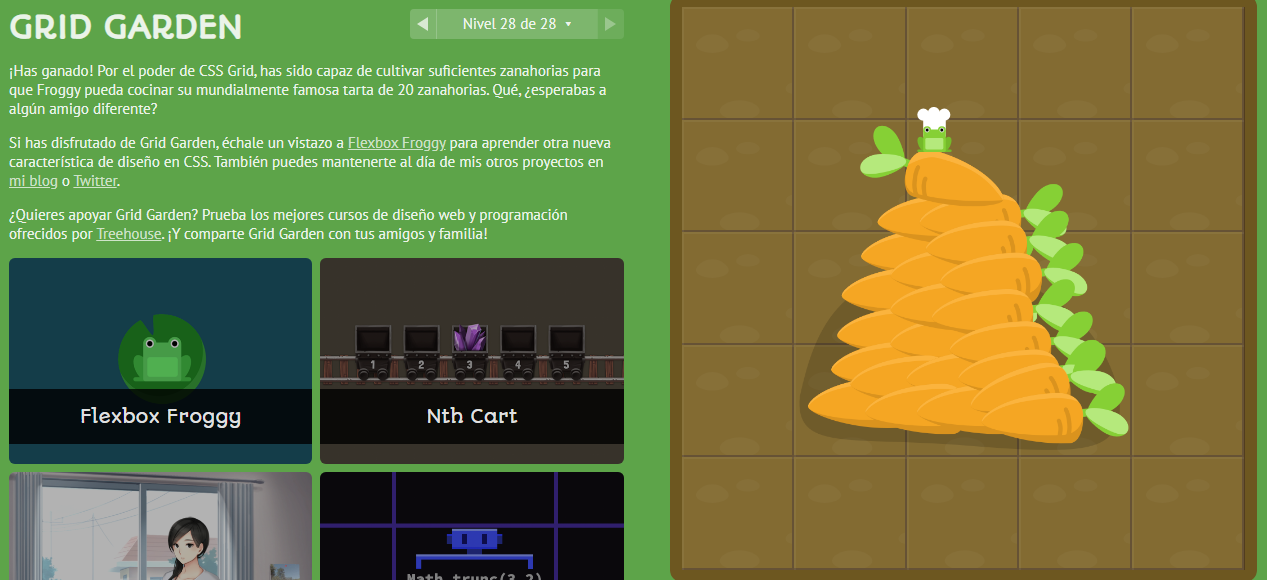 GRID GARDEN
Nivel 28 de 28
¡Has ganado! Por el poder de CSS Grid, has sido capaz de cultivar suficientes zanahorias para
que Froggy pueda cocinar su mundialmente famosa tarta de 20 zanahorias. Qué, ¿esperabas a
algún amigo diferente?
Si has disfrutado de Grid Garden, échale un vistazo a Flexbox Froggy para aprender otra nueva
característica de diseño en CSS. También puedes mantenerte al día de mis otros proyectos en
mi blog o Twitter.
¿Quieres apoyar Grid Garden? Prueba los mejores cursos de diseño web y programación
ofrecidos por Treehouse. ¡Y comparte Grid Garden con tus amigos y familia!
Flexbox Froggy
1 2 3 4 5
Nth Cart
Math.trunc(3.2)